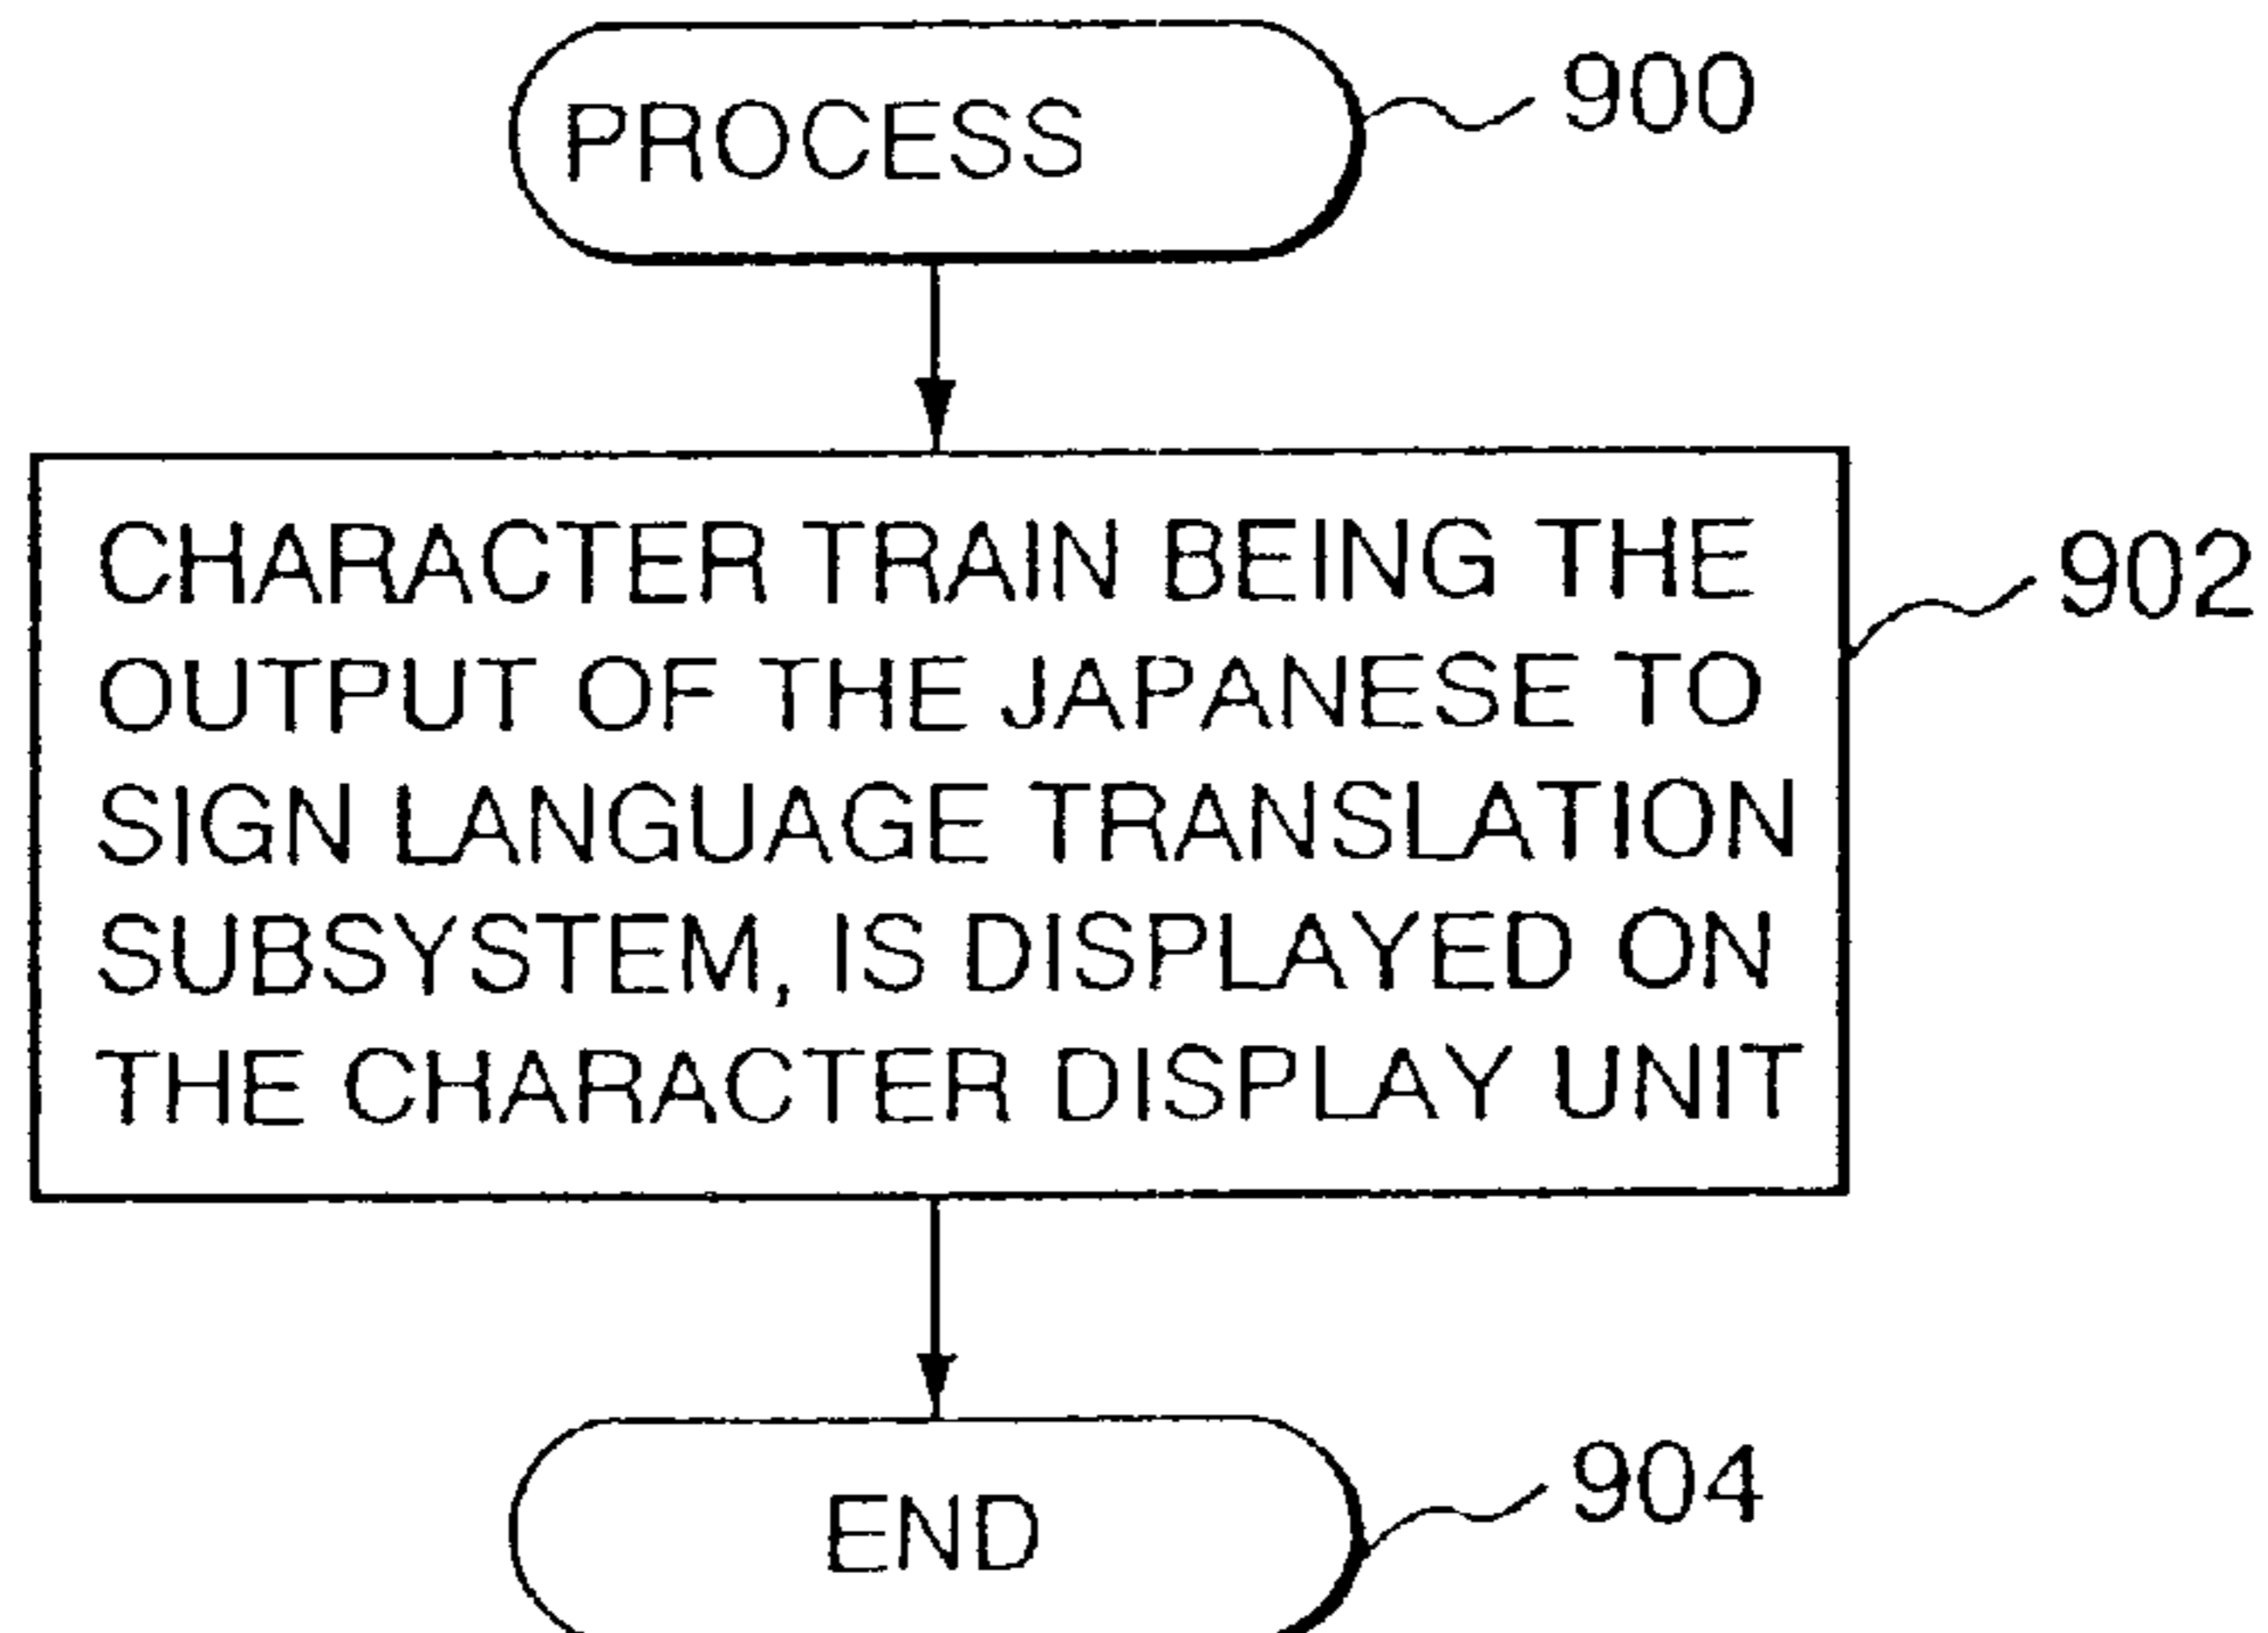 PROCESS
900
CHARACTER TRAIN BEING THE
OUTPUT OF THE JAPANESE TO
SIGN LANGUAGE TRANSLATION
SUBSYSTEM, IS DISPLAYED ON
THE CHARACTER DISPLAY UNIT
902
END
904